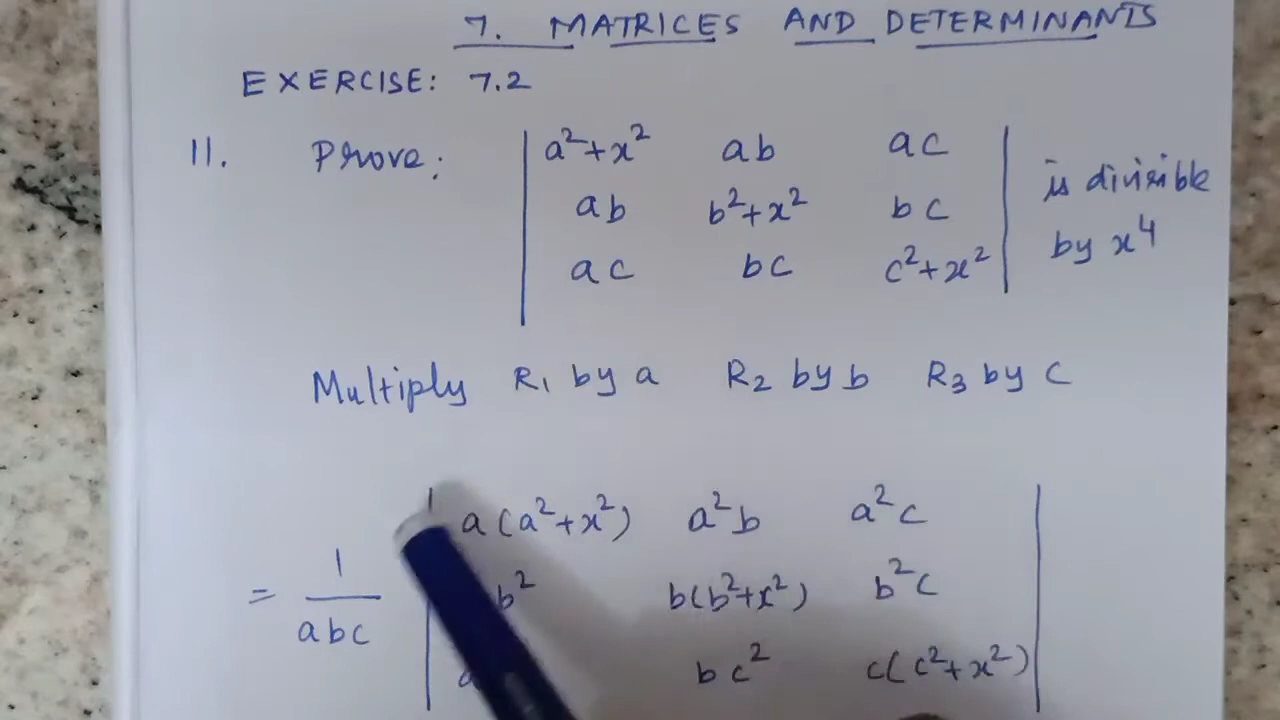 7. MATRICES AND DETERMINANTS
EXERCISE: 7.2
11. Prove: | a²+x² ab ac |
| ab b²+x² bc | is divisible
| ac bc c²+x² | by x⁴
Multiply R₁ by a R₂ by b R₃ by c
| a(a²+x²) a²b a²c |
= 1/abc | b² b(b²+x²) b²c |
| bc² c(c²+x²) |